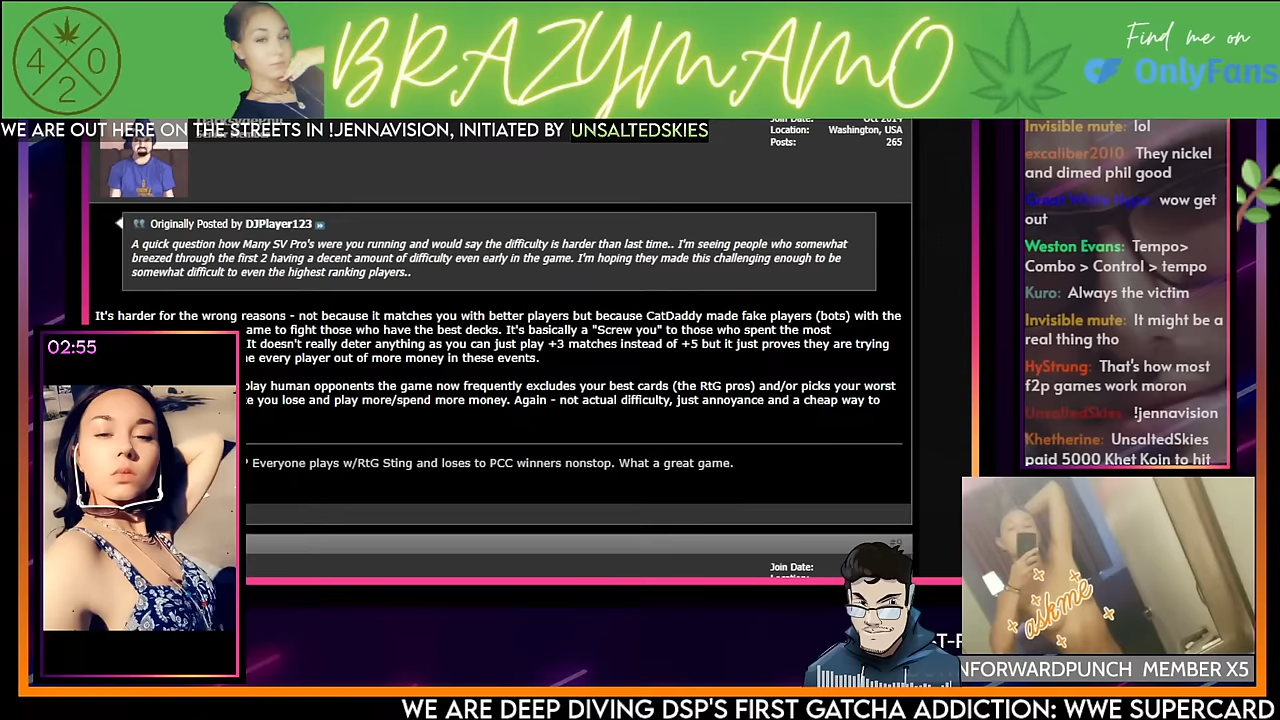 4 2 0
BRAZYMAMO
Find me on
OnlyFans
WE ARE OUT HERE ON THE STREETS IN !JENNAVISION, INITIATED BY UNSALTEDSKIES
Join Date: Oct 2014
Location: Washington, USA
Posts: 265
Originally Posted by DJPlayer123
A quick question how Many SV Pro's were you running and would say the difficulty is harder than last time.. I'm seeing people who somewhat
breezed through the first 2 having a decent amount of difficulty even early in the game. I'm hoping they made this challenging enough to be
somewhat difficult to even the highest ranking players..
It's harder for the wrong reasons - not because it matches you with better players but because CatDaddy made fake players (bots) with the
ame to fight those who have the best decks. It's basically a "Screw you" to those who spent the most
It doesn't really deter anything as you can just play +3 matches instead of +5 but it just proves they are trying
e every player out of more money in these events.
lay human opponents the game now frequently excludes your best cards (the RtG pros) and/or picks your worst
e you lose and play more/spend more money. Again - not actual difficulty, just annoyance and a cheap way to
Everyone plays w/RtG Sting and loses to PCC winners nonstop. What a great game.
#9
Join Date:
02:55
Invisible mute: lol
excaliber2010 They nickel
and dimed phil good
Great White Hype wow get
out
Weston Evans: Tempo>
Combo > Control > tempo
Kuro: Always the victim
Invisible mute: It might be a
real thing tho
HyStrung: That's how most
f2p games work moron
UnsaltedSkies !jennavision
Khetherine: UnsaltedSkies
paid 5000 Khet Koin to hit
askme
ST-F
NFORWARDPUNCH MEMBER X5
WE ARE DEEP DIVING DSP'S FIRST GATCHA ADDICTION: WWE SUPERCARD